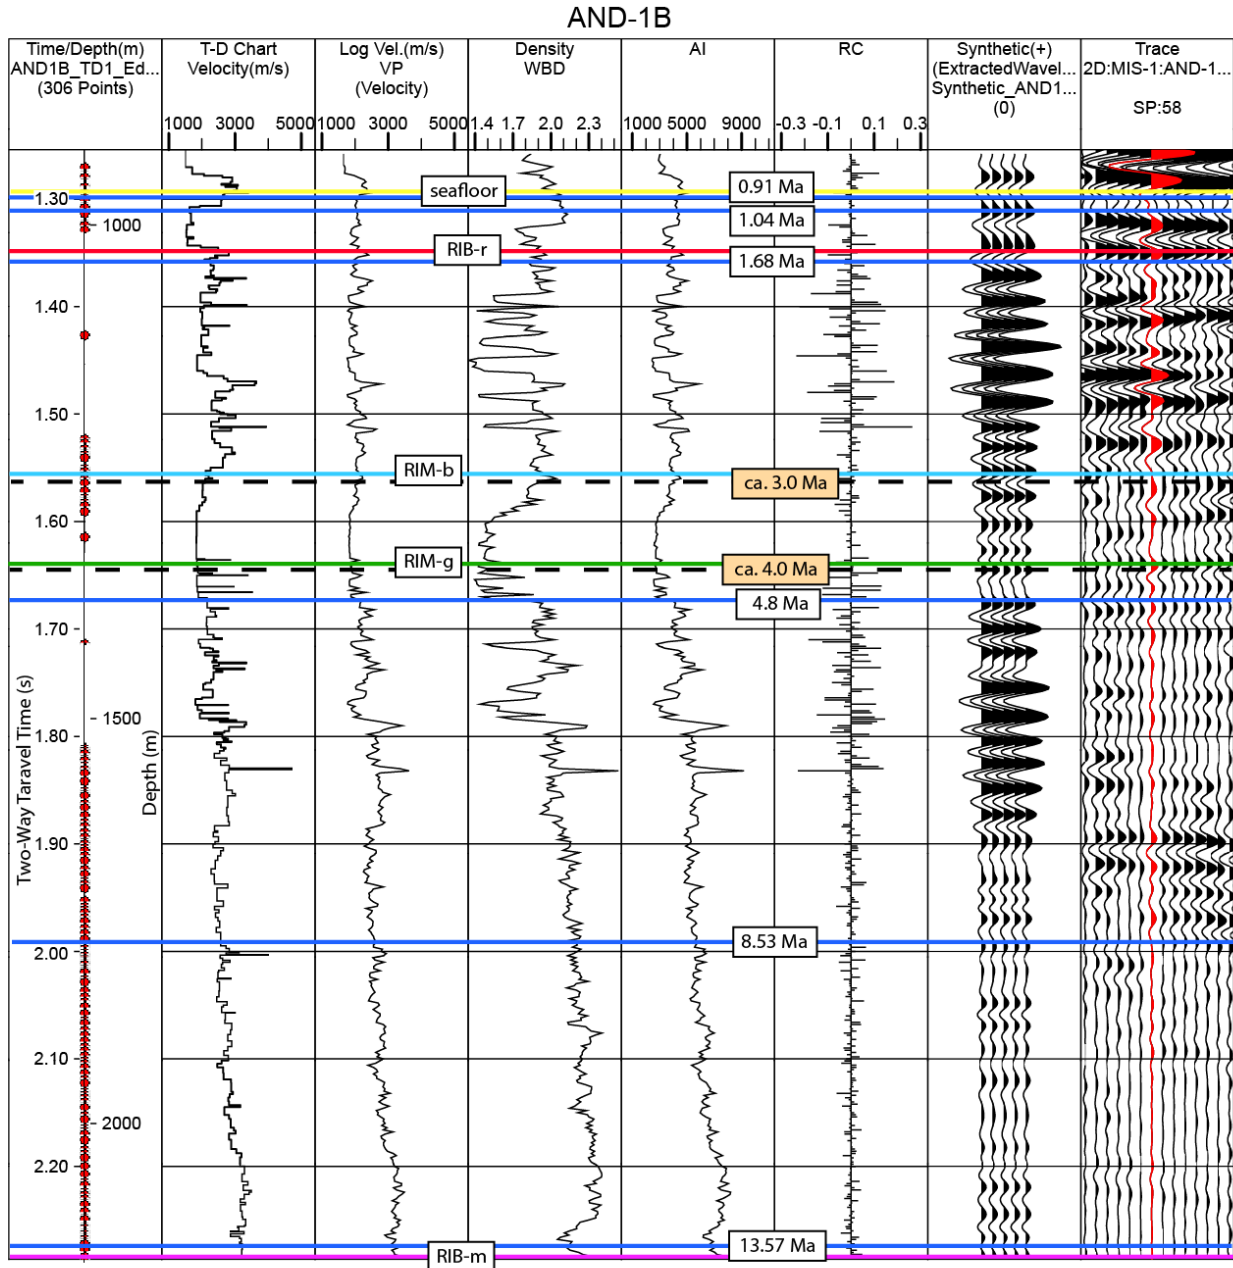 AND-1B
Time/Depth(m)
AND1B_TD1_Ed...
(306 Points)
T-D Chart
Velocity(m/s)
1000 3000 5000
Log Vel.(m/s)
VP
(Velocity)
1000 3000 5000
Density
WBD
1.4 1.7 2.0 2.3
AI
1000 5000 9000
RC
-0.3 -0.1 0.1 0.3
Synthetic(+)
(ExtractedWavel...
Synthetic_AND1...
(0)
Trace
2D:MIS-1:AND-1...
SP:58
seafloor
0.91 Ma
1.30
1000
1.04 Ma
RIB-r
1.68 Ma
1.40
1.50
RIM-b
ca. 3.0 Ma
1.60
RIM-g
ca. 4.0 Ma
4.8 Ma
1.70
1500
1.80
Two-Way Taravel Time (s)
Depth (m)
1.90
8.53 Ma
2.00
2.10
2000
2.20
13.57 Ma
RIB-m